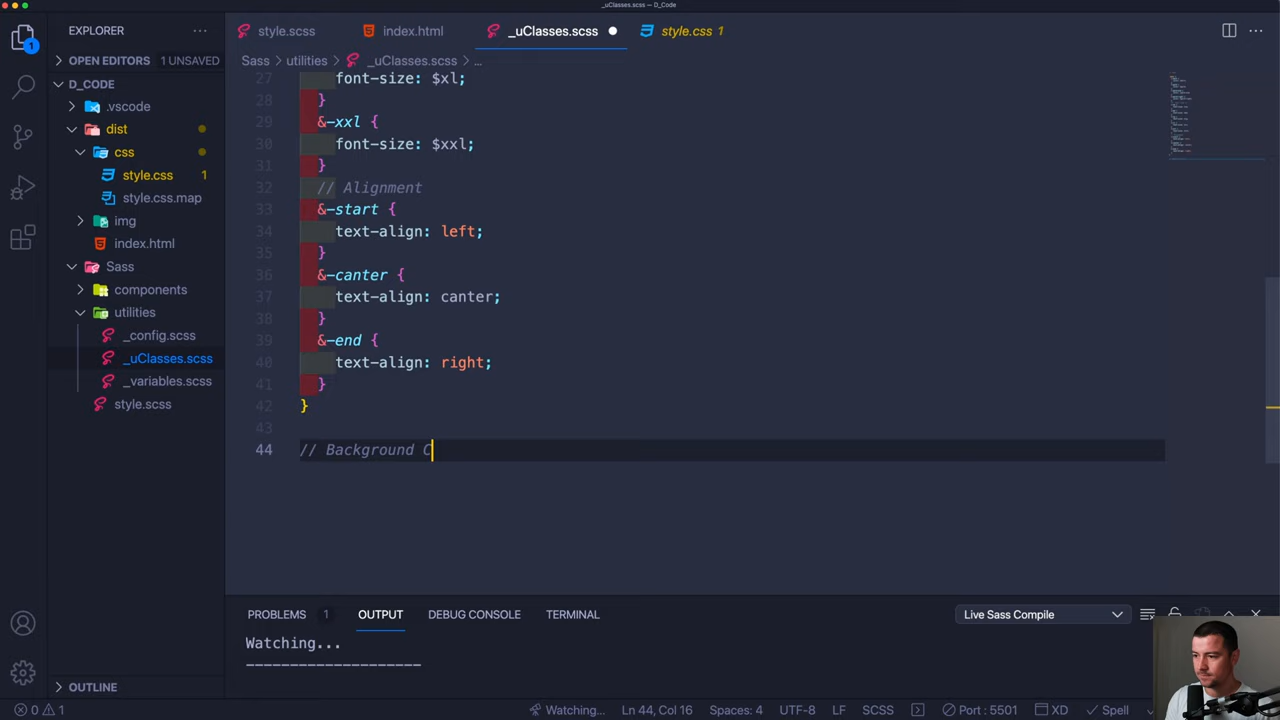 _uClasses.scss — D_Code
EXPLORER
style.scss
index.html
_uClasses.scss
style.css 1
OPEN EDITORS 1 UNSAVED
Sass utilities _uClasses.scss ...
D_CODE
.vscode
dist
css
style.css 1
style.css.map
img
index.html
Sass
components
utilities
_config.scss
_uClasses.scss
_variables.scss
style.scss
27 font-size: $xl;
28 }
29 &-xxl {
30 font-size: $xxl;
31 }
32 // Alignment
33 &-start {
34 text-align: left;
35 }
36 &-canter {
37 text-align: canter;
38 }
39 &-end {
40 text-align: right;
41 }
42 }
43
44 // Background C
1
PROBLEMS 1 OUTPUT DEBUG CONSOLE TERMINAL
Live Sass Compile
Watching...
--------------------
OUTLINE
0 1 Watching... Ln 44, Col 16 Spaces: 4 UTF-8 LF SCSS Port : 5501 XD Spell